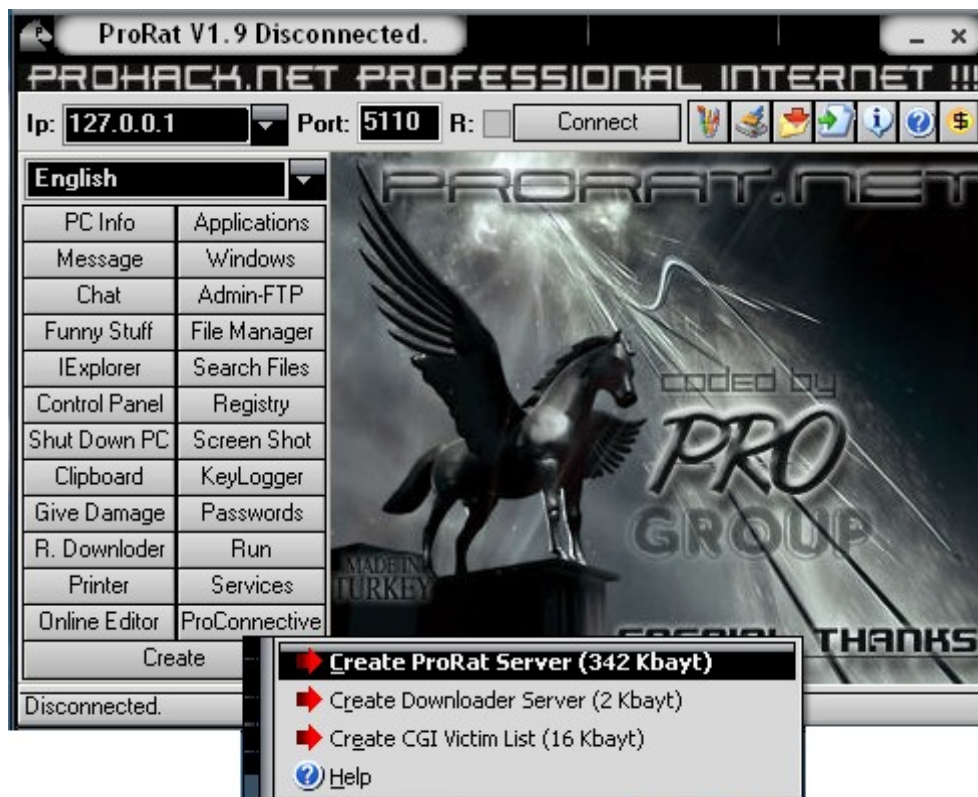 ProRat V1.9 Disconnected.
PROHACK.NET PROFESSIONAL INTERNET !!!
Ip: 127.0.0.1 Port: 5110 R: Connect
English
PRORAT.NET
PC Info Applications
Message Windows
Chat Admin-FTP
Funny Stuff File Manager
IExplorer Search Files
Control Panel Registry
Shut Down PC Screen Shot
Clipboard KeyLogger
Give Damage Passwords
R. Downloder Run
Printer Services
Online Editor ProConnective
Create
coded by
PRO
GROUP
MADE IN
TURKEY
SPECIAL THANKS
Disconnected.
Create ProRat Server (342 Kbayt)
Create Downloader Server (2 Kbayt)
Create CGI Victim List (16 Kbayt)
Help